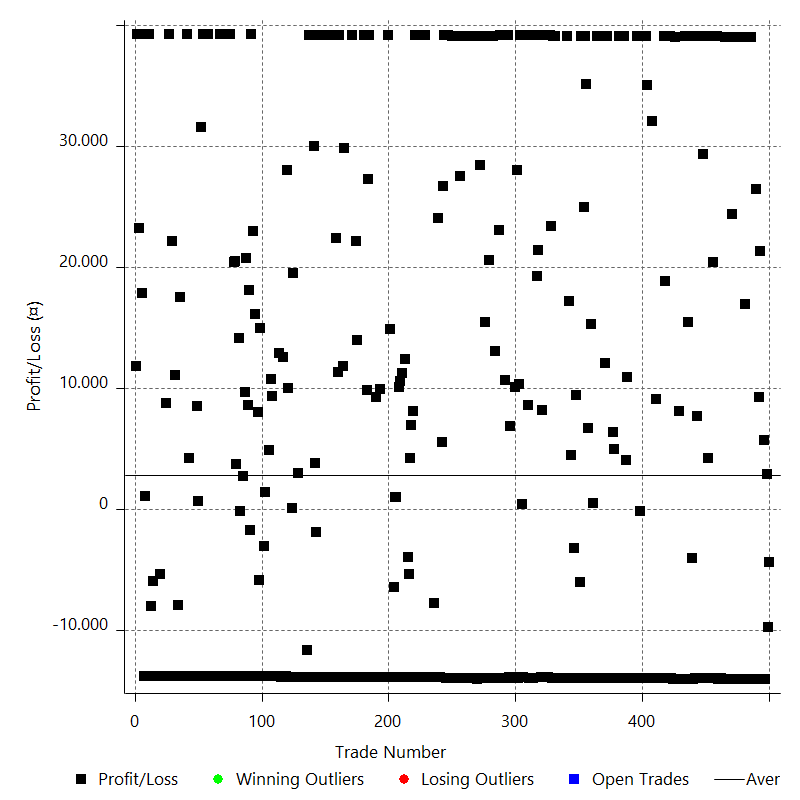 30.000
20.000
10.000
0
-10.000
Profit/Loss (¤)
0 100 200 300 400
Trade Number
Profit/Loss Winning Outliers Losing Outliers Open Trades Aver